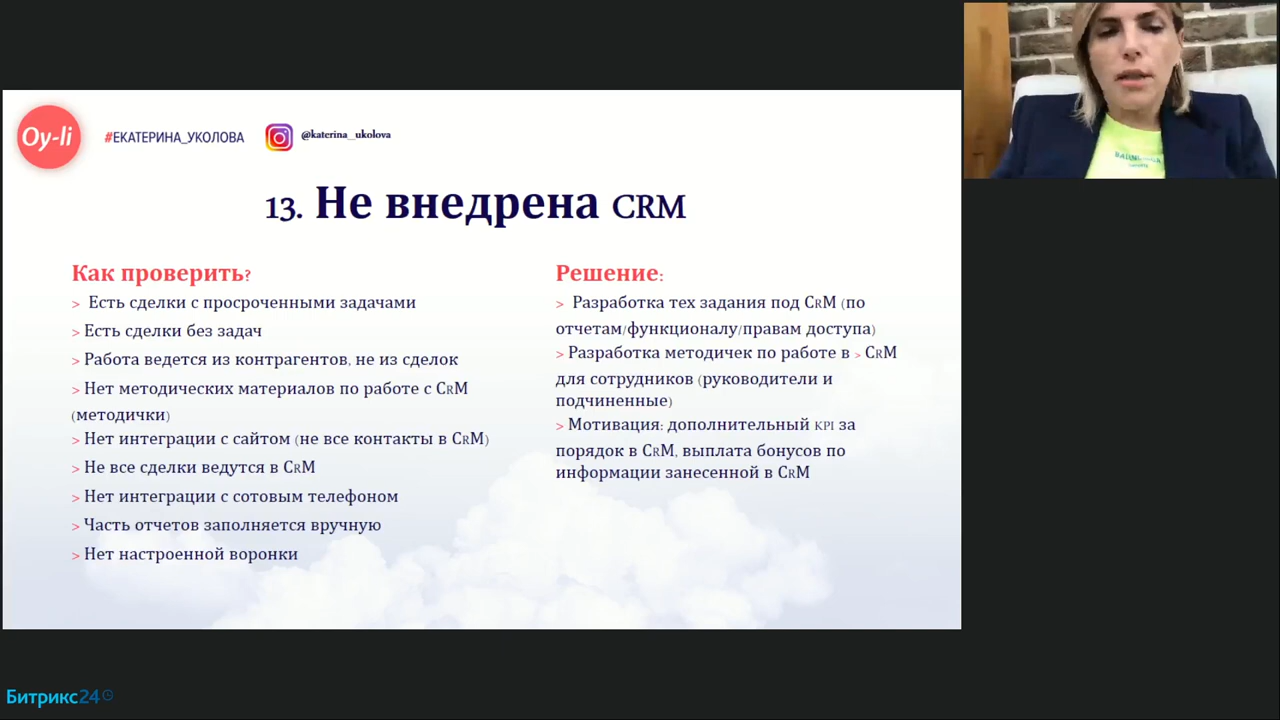 Oy-li
#ЕКАТЕРИНА_УКОЛОВА
@katerina_ukolova
13. Не внедрена CRM
Как проверить?
> Есть сделки с просроченными задачами
> Есть сделки без задач
> Работа ведется из контрагентов, не из сделок
> Нет методических материалов по работе с CRM
(методички)
> Нет интеграции с сайтом (не все контакты в CRM)
> Не все сделки ведутся в CRM
> Нет интеграции с сотовым телефоном
> Часть отчетов заполняется вручную
> Нет настроенной воронки
Решение:
> Разработка тех задания под CRM (по
отчетам/функционалу/правам доступа)
> Разработка методичек по работе в > CRM
для сотрудников (руководители и
подчиненные)
> Мотивация: дополнительный KPI за
порядок в CRM, выплата бонусов по
информации занесенной в CRM
Битрикс24